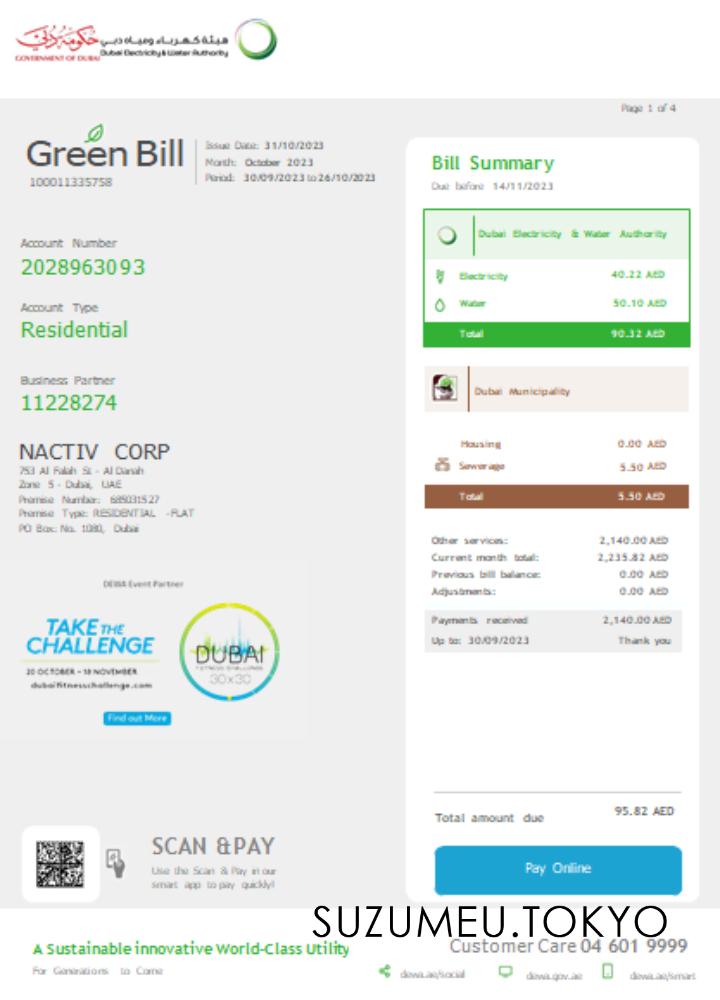 حكومة دبي
GOVERNMENT OF DUBAI
هيئة كهرباء ومياه دبي
Dubai Electricity & Water Authority
Page 1 of 4
Green Bill
100011335758
Issue Date: 31/10/2023
Month: October 2023
Period: 30/09/2023 to 26/10/2023
Account Number
2028963093
Account Type
Residential
Business Partner
11228274
NACTIV CORP
753 Al Falah St - Al Danah
Zone 5 - Dubai, UAE
Premise Number: 685031527
Premise Type: RESIDENTIAL -FLAT
PO Box: No. 1080, Dubai
DEWA Event Partner
TAKE THE
CHALLENGE
20 OCTOBER - 18 NOVEMBER
dubaifitnesschallenge.com
DUBAI
FITNESS CHALLENGE
30x30
Find out More
SCAN & PAY
Use the Scan & Pay in our
smart app to pay quickly!
Bill Summary
Due before 14/11/2023
Dubai Electricity & Water Authority
Electricity 40.22 AED
Water 50.10 AED
Total 90.32 AED
Dubai Municipality
Housing 0.00 AED
Sewerage 5.50 AED
Total 5.50 AED
Other services: 2,140.00 AED
Current month total: 2,235.82 AED
Previous bill balance: 0.00 AED
Adjustments: 0.00 AED
Payments received 2,140.00 AED
Up to: 30/09/2023 Thank you
Total amount due 95.82 AED
Pay Online
SUZUMEU.TOKYO
A Sustainable innovative World-Class Utility
For Generations to Come
Customer Care 04 601 9999
dewa.ae/social
dewa.gov.ae
dewa.ae/smart